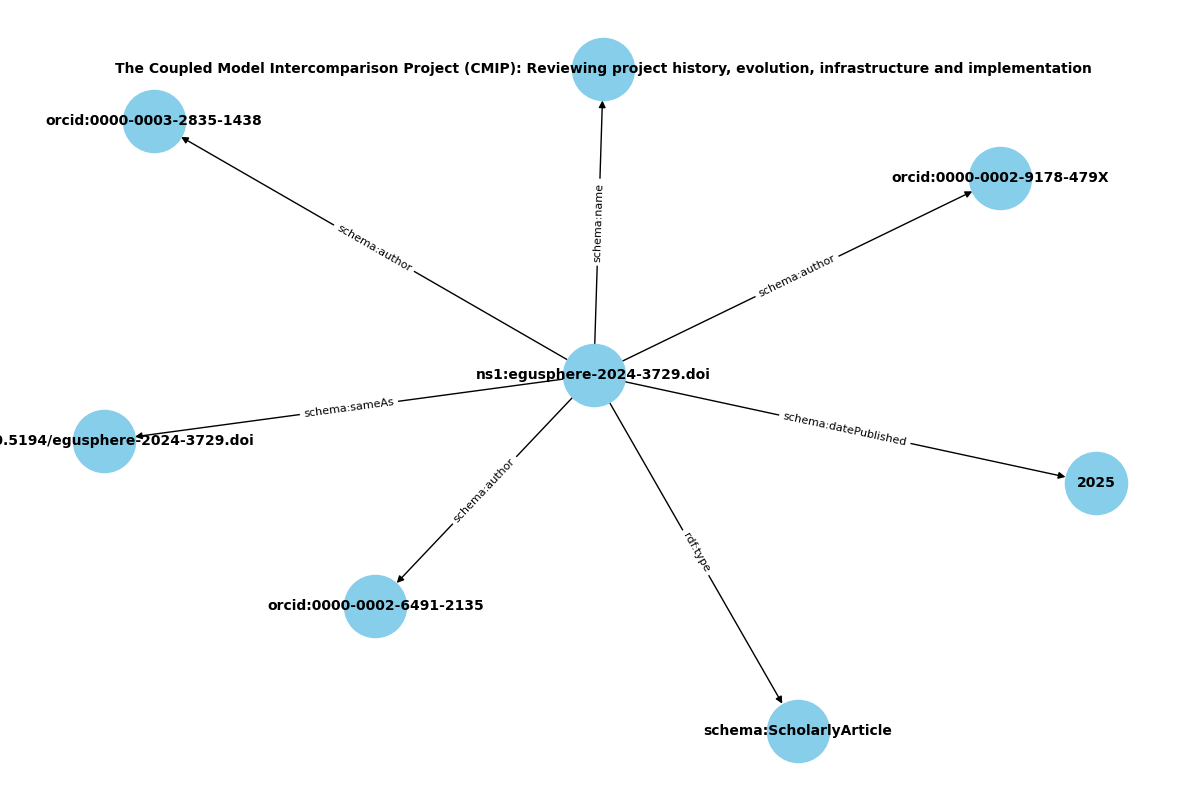 The Coupled Model Intercomparison Project (CMIP): Reviewing project history, evolution, infrastructure and implementation
orcid:0000-0003-2835-1438
orcid:0000-0002-9178-479X
schema:name
schema:author
schema:author
ns1:egusphere-2024-3729.doi
schema:sameAs
schema:datePublished
.5194/egusphere-2024-3729.doi
schema:author
2025
rdf:type
orcid:0000-0002-6491-2135
schema:ScholarlyArticle